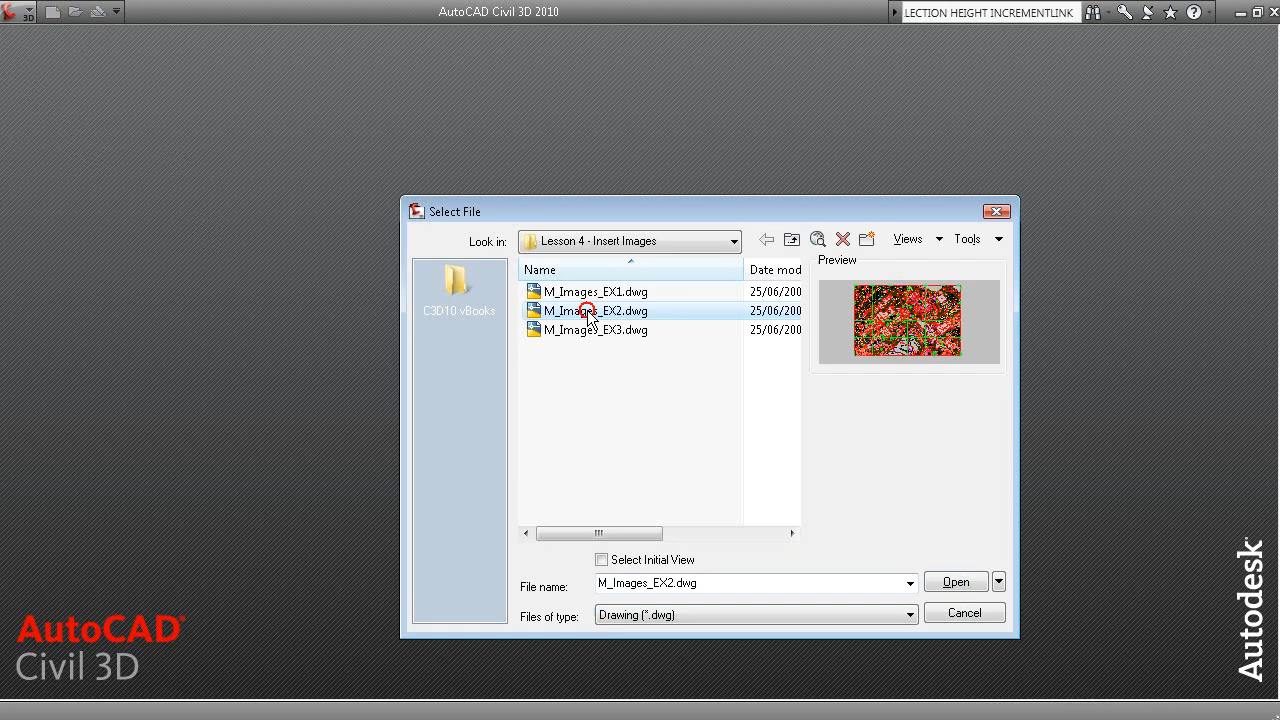 3D
AutoCAD Civil 3D 2010
LECTION HEIGHT INCREMENTLINK
Select File
Look in:
Lesson 4 - Insert Images
Views
Tools
C3D10 vBooks
Name
Date mod
M_Images_EX1.dwg
25/06/200
M_Images_EX2.dwg
25/06/200
M_Images_EX3.dwg
25/06/200
Preview
Select Initial View
File name:
M_Images_EX2.dwg
Open
Files of type:
Drawing (*.dwg)
Cancel
AutoCAD®
Civil 3D
Autodesk